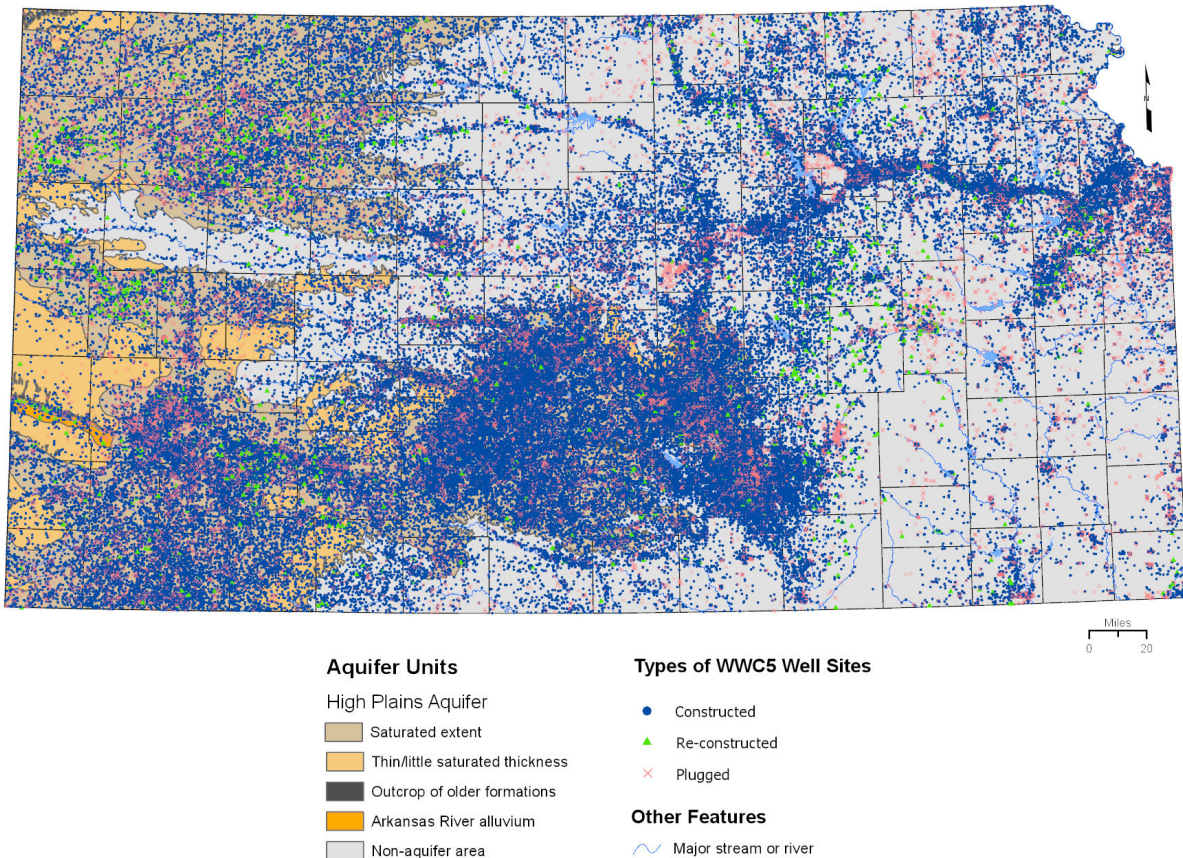 N
Miles
0 20
Aquifer Units
High Plains Aquifer
Saturated extent
Thin/little saturated thickness
Outcrop of older formations
Arkansas River alluvium
Non-aquifer area
Types of WWC5 Well Sites
Constructed
Re-constructed
Plugged
Other Features
Major stream or river